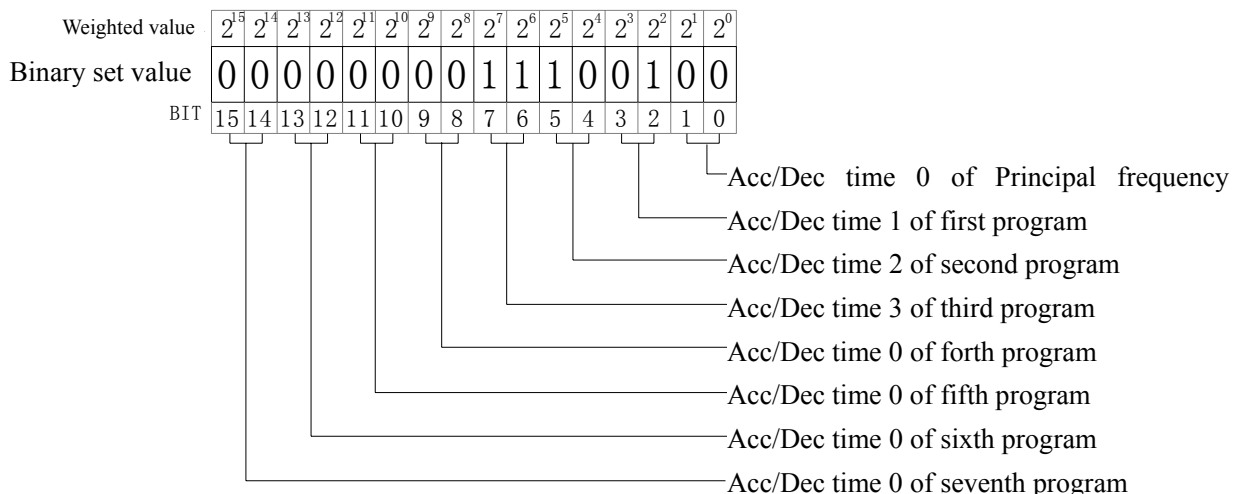 Weighted value 2^15 2^14 2^13 2^12 2^11 2^10 2^9 2^8 2^7 2^6 2^5 2^4 2^3 2^2 2^1 2^0
Binary set value 0 0 0 0 0 0 0 0 1 1 1 0 0 1 0 0
BIT 15 14 13 12 11 10 9 8 7 6 5 4 3 2 1 0
Acc/Dec time 0 of Principal frequency
Acc/Dec time 1 of first program
Acc/Dec time 2 of second program
Acc/Dec time 3 of third program
Acc/Dec time 0 of forth program
Acc/Dec time 0 of fifth program
Acc/Dec time 0 of sixth program
Acc/Dec time 0 of seventh program